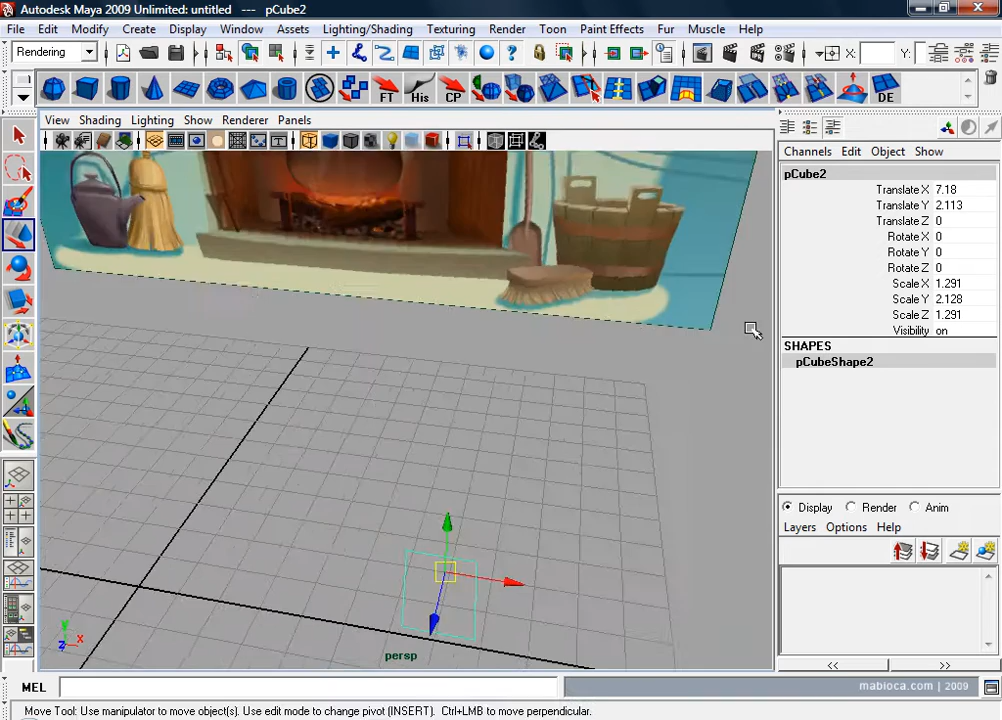 Autodesk Maya 2009 Unlimited: untitled --- pCube2
File Edit Modify Create Display Window Assets Lighting/Shading Texturing Render Toon Paint Effects Fur Muscle Help
Rendering X: Y:
FT His CP DE
View Shading Lighting Show Renderer Panels
Channels Edit Object Show
pCube2
Translate X 7.18
Translate Y 2.113
Translate Z 0
Rotate X 0
Rotate Y 0
Rotate Z 0
Scale X 1.291
Scale Y 2.128
Scale Z 1.291
Visibility on
SHAPES
pCubeShape2
Display Render Anim
Layers Options Help
y
z x
persp
<< >>
MEL
mabioca.com | 2009
Move Tool: Use manipulator to move object(s). Use edit mode to change pivot (INSERT). Ctrl+LMB to move perpendicular.